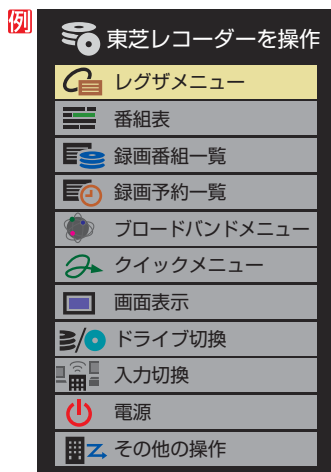 例
東芝レコーダーを操作
レグザメニュー
番組表
録画番組一覧
録画予約一覧
ブロードバンドメニュー
クイックメニュー
画面表示
ドライブ切換
入力切換
電源
その他の操作